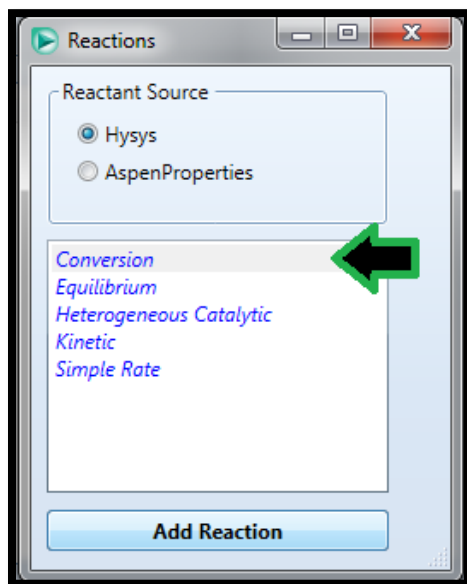 Reactions
Reactant Source
Hysys
AspenProperties
Conversion
Equilibrium
Heterogeneous Catalytic
Kinetic
Simple Rate
Add Reaction